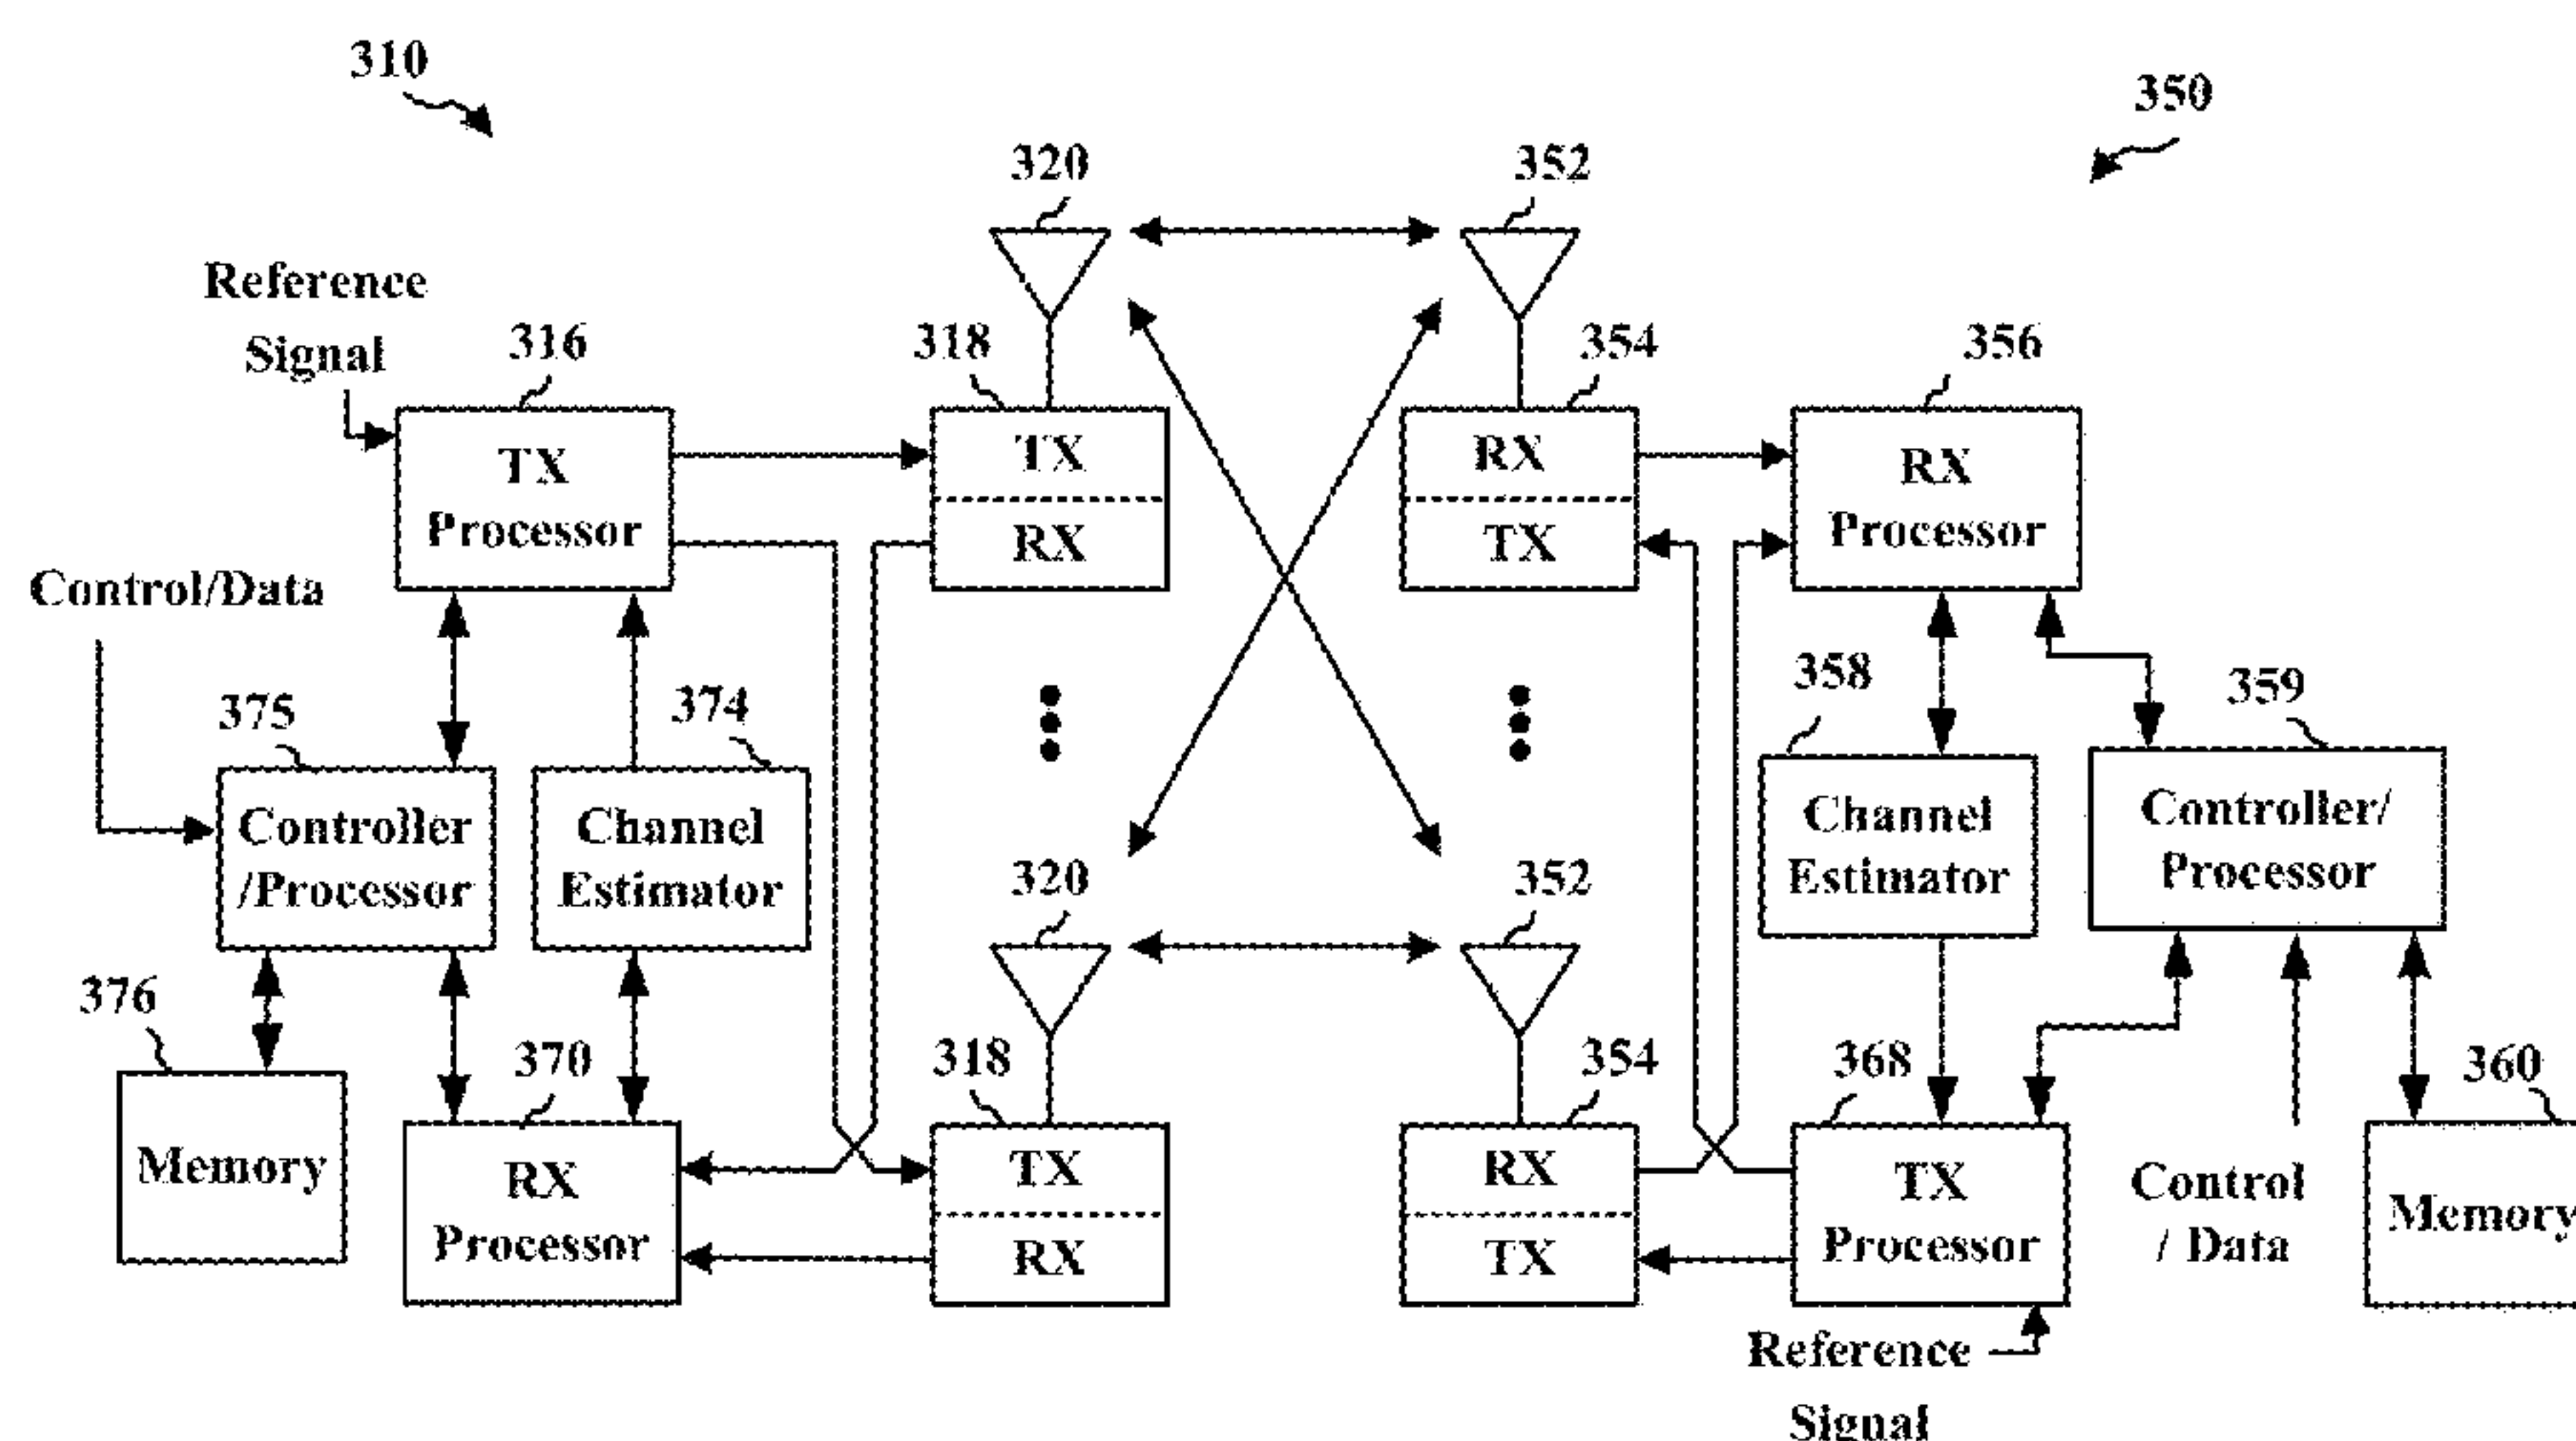 310
350
320
352
Reference
Signal
316
318
354
356
TX
Processor
TX
RX
RX
TX
RX
Processor
Control/Data
375
374
358
359
Controller
/Processor
Channel
Estimator
320
352
Channel
Estimator
Controller/
Processor
376
370
318
354
368
360
Memory
RX
Processor
TX
RX
RX
TX
TX
Processor
Control
/ Data
Memory
Reference
Signal